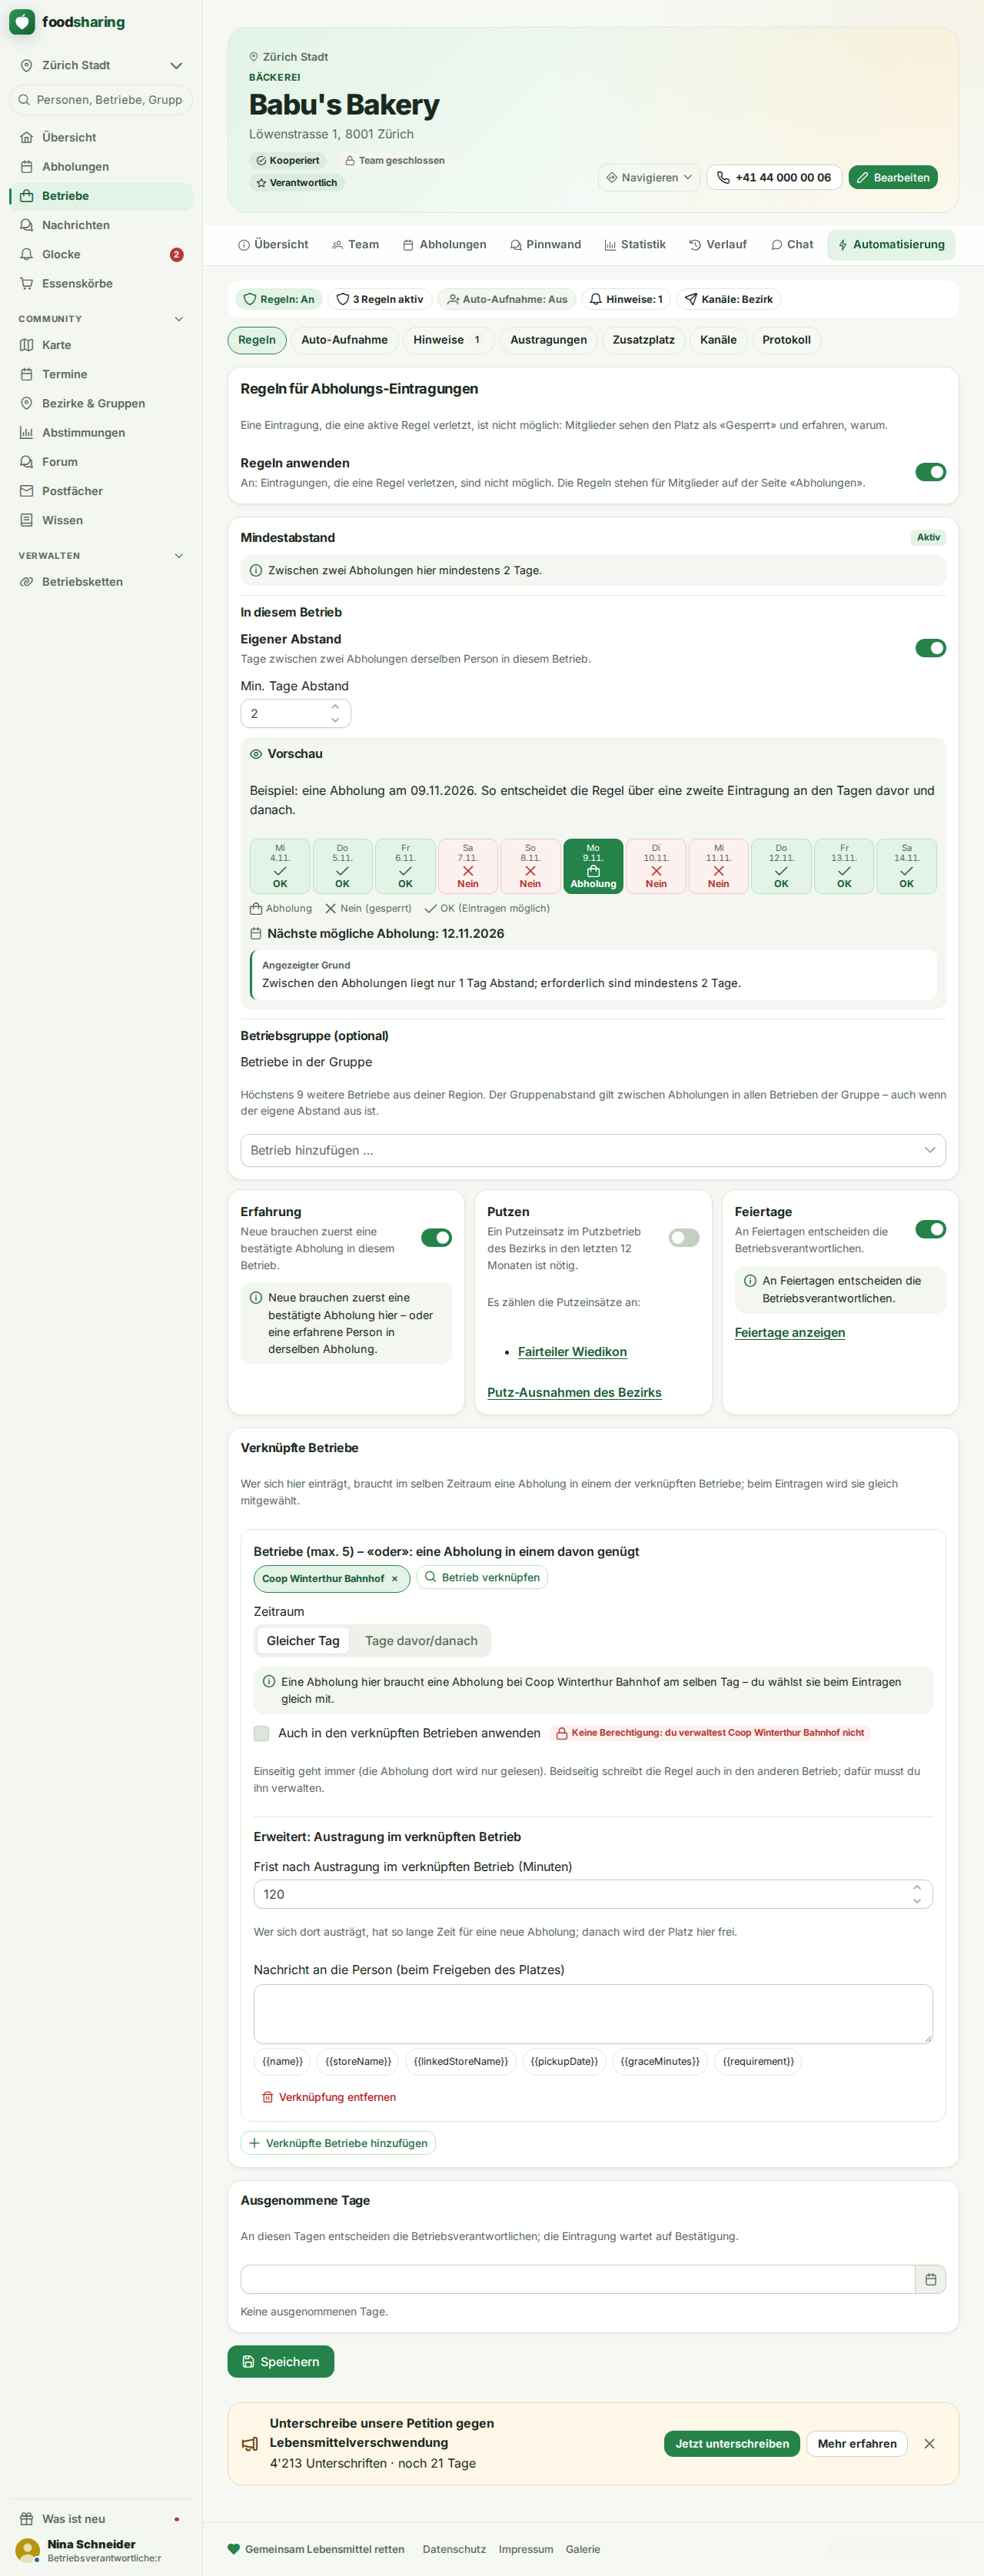 foodsharing
Zürich Stadt
Personen, Betriebe, Grupp
Übersicht
Abholungen
Betriebe
Nachrichten
Glocke 2
Essenskörbe
COMMUNITY
Karte
Termine
Bezirke & Gruppen
Abstimmungen
Forum
Postfächer
Wissen
VERWALTEN
Betriebsketten
Was ist neu
Nina Schneider
Betriebsverantwortliche:r
Zürich Stadt
BÄCKEREI
Babu's Bakery
Löwenstrasse 1, 8001 Zürich
Kooperiert Team geschlossen
Verantwortlich
Navigieren +41 44 000 00 06 Bearbeiten
Übersicht Team Abholungen Pinnwand Statistik Verlauf Chat Automatisierung
Regeln: An 3 Regeln aktiv Auto-Aufnahme: Aus Hinweise: 1 Kanäle: Bezirk
Regeln Auto-Aufnahme Hinweise 1 Austragungen Zusatzplatz Kanäle Protokoll
Regeln für Abholungs-Eintragungen
Eine Eintragung, die eine aktive Regel verletzt, ist nicht möglich: Mitglieder sehen den Platz als «Gesperrt» und erfahren, warum.
Regeln anwenden
An: Eintragungen, die eine Regel verletzen, sind nicht möglich. Die Regeln stehen für Mitglieder auf der Seite «Abholungen».
Mindestabstand Aktiv
Zwischen zwei Abholungen hier mindestens 2 Tage.
In diesem Betrieb
Eigener Abstand
Tage zwischen zwei Abholungen derselben Person in diesem Betrieb.
Min. Tage Abstand
2
Vorschau
Beispiel: eine Abholung am 09.11.2026. So entscheidet die Regel über eine zweite Eintragung an den Tagen davor und
danach.
Mi Do Fr Sa So Mo Di Mi Do Fr Sa
4.11. 5.11. 6.11. 7.11. 8.11. 9.11. 10.11. 11.11. 12.11. 13.11. 14.11.
OK OK OK Nein Nein Abholung Nein Nein OK OK OK
Abholung Nein (gesperrt) OK (Eintragen möglich)
Nächste mögliche Abholung: 12.11.2026
Angezeigter Grund
Zwischen den Abholungen liegt nur 1 Tag Abstand; erforderlich sind mindestens 2 Tage.
Betriebsgruppe (optional)
Betriebe in der Gruppe
Höchstens 9 weitere Betriebe aus deiner Region. Der Gruppenabstand gilt zwischen Abholungen in allen Betrieben der Gruppe – auch wenn
der eigene Abstand aus ist.
Betrieb hinzufügen ...
Erfahrung
Neue brauchen zuerst eine
bestätigte Abholung in diesem
Betrieb.
Neue brauchen zuerst eine
bestätigte Abholung hier – oder
eine erfahrene Person in
derselben Abholung.
Putzen
Ein Putzeinsatz im Putzbetrieb
des Bezirks in den letzten 12
Monaten ist nötig.
Es zählen die Putzeinsätze an:
• Fairteiler Wiedikon
Putz-Ausnahmen des Bezirks
Feiertage
An Feiertagen entscheiden die
Betriebsverantwortlichen.
An Feiertagen entscheiden die
Betriebsverantwortlichen.
Feiertage anzeigen
Verknüpfte Betriebe
Wer sich hier einträgt, braucht im selben Zeitraum eine Abholung in einem der verknüpften Betriebe; beim Eintragen wird sie gleich
mitgewählt.
Betriebe (max. 5) – «oder»: eine Abholung in einem davon genügt
Coop Winterthur Bahnhof × Betrieb verknüpfen
Zeitraum
Gleicher Tag Tage davor/danach
Eine Abholung hier braucht eine Abholung bei Coop Winterthur Bahnhof am selben Tag – du wählst sie beim Eintragen
gleich mit.
Auch in den verknüpften Betrieben anwenden Keine Berechtigung: du verwaltest Coop Winterthur Bahnhof nicht
Einseitig geht immer (die Abholung dort wird nur gelesen). Beidseitig schreibt die Regel auch in den anderen Betrieb; dafür musst du
ihn verwalten.
Erweitert: Austragung im verknüpften Betrieb
Frist nach Austragung im verknüpften Betrieb (Minuten)
120
Wer sich dort austrägt, hat so lange Zeit für eine neue Abholung; danach wird der Platz hier frei.
Nachricht an die Person (beim Freigeben des Platzes)
{{name}} {{storeName}} {{linkedStoreName}} {{pickupDate}} {{graceMinutes}} {{requirement}}
Verknüpfung entfernen
Verknüpfte Betriebe hinzufügen
Ausgenommene Tage
An diesen Tagen entscheiden die Betriebsverantwortlichen; die Eintragung wartet auf Bestätigung.
Keine ausgenommenen Tage.
Speichern
Unterschreibe unsere Petition gegen
Lebensmittelverschwendung
4'213 Unterschriften · noch 21 Tage
Jetzt unterschreiben Mehr erfahren
Gemeinsam Lebensmittel retten Datenschutz Impressum Galerie